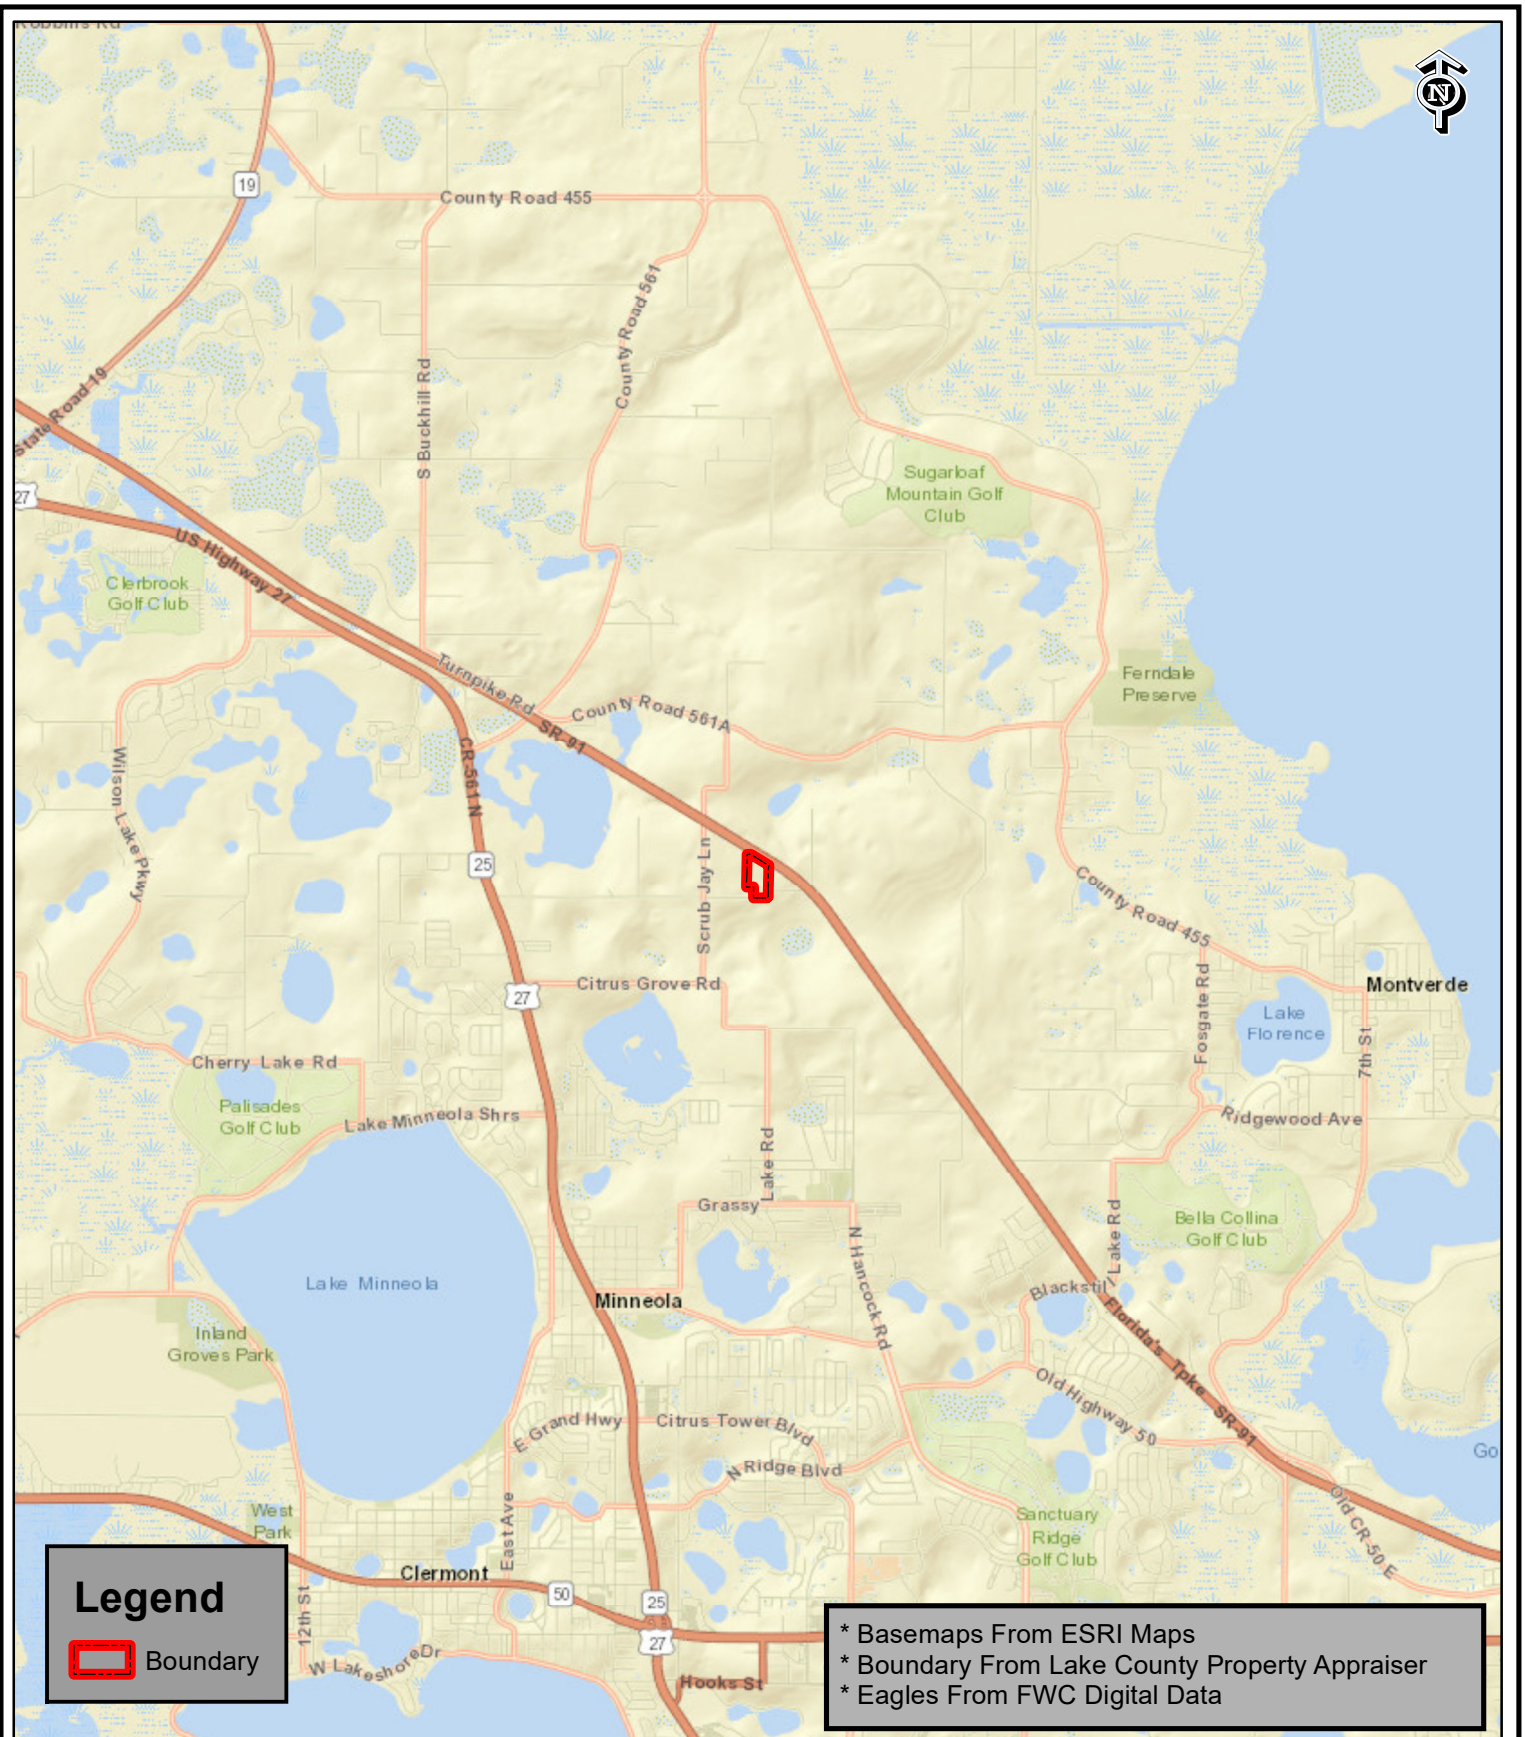 Robbins Rd
N
19
County Road 455
County Road 561
State Road 19
S Buckhill Rd
Sugarloaf
Mountain Golf
Club
27
US Highway 27
Clerbrook
Golf Club
Turnpike Rd
SR-91
County Road 561A
Ferndale
Preserve
Wilson Lake Pkwy
CR-561 N
25
Scrub Jay Ln
County Road 455
27
Citrus Grove Rd
Fosgate Rd
Montverde
Lake
Florence
7th St
Cherry Lake Rd
Palisades
Golf Club
Lake Minneola Shrs
Ridgewood Ave
Lake Rd
Grassy
N Hancock Rd
Lake Rd
Bella Collina
Golf Club
Blackstill
Lake Minneola
Minneola
Florida's Tpke SR-91
Inland
Groves Park
Old Highway 50
E Grand Hwy
Citrus Tower Blvd
N Ridge Blvd
Go
West
Park
East Ave
Sanctuary
Ridge
Golf Club
Old CR-50 E
Clermont
50
25
27
12th St
W Lakeshore Dr
Hooks St
Legend
Boundary
* Basemaps From ESRI Maps
* Boundary From Lake County Property Appraiser
* Eagles From FWC Digital Data